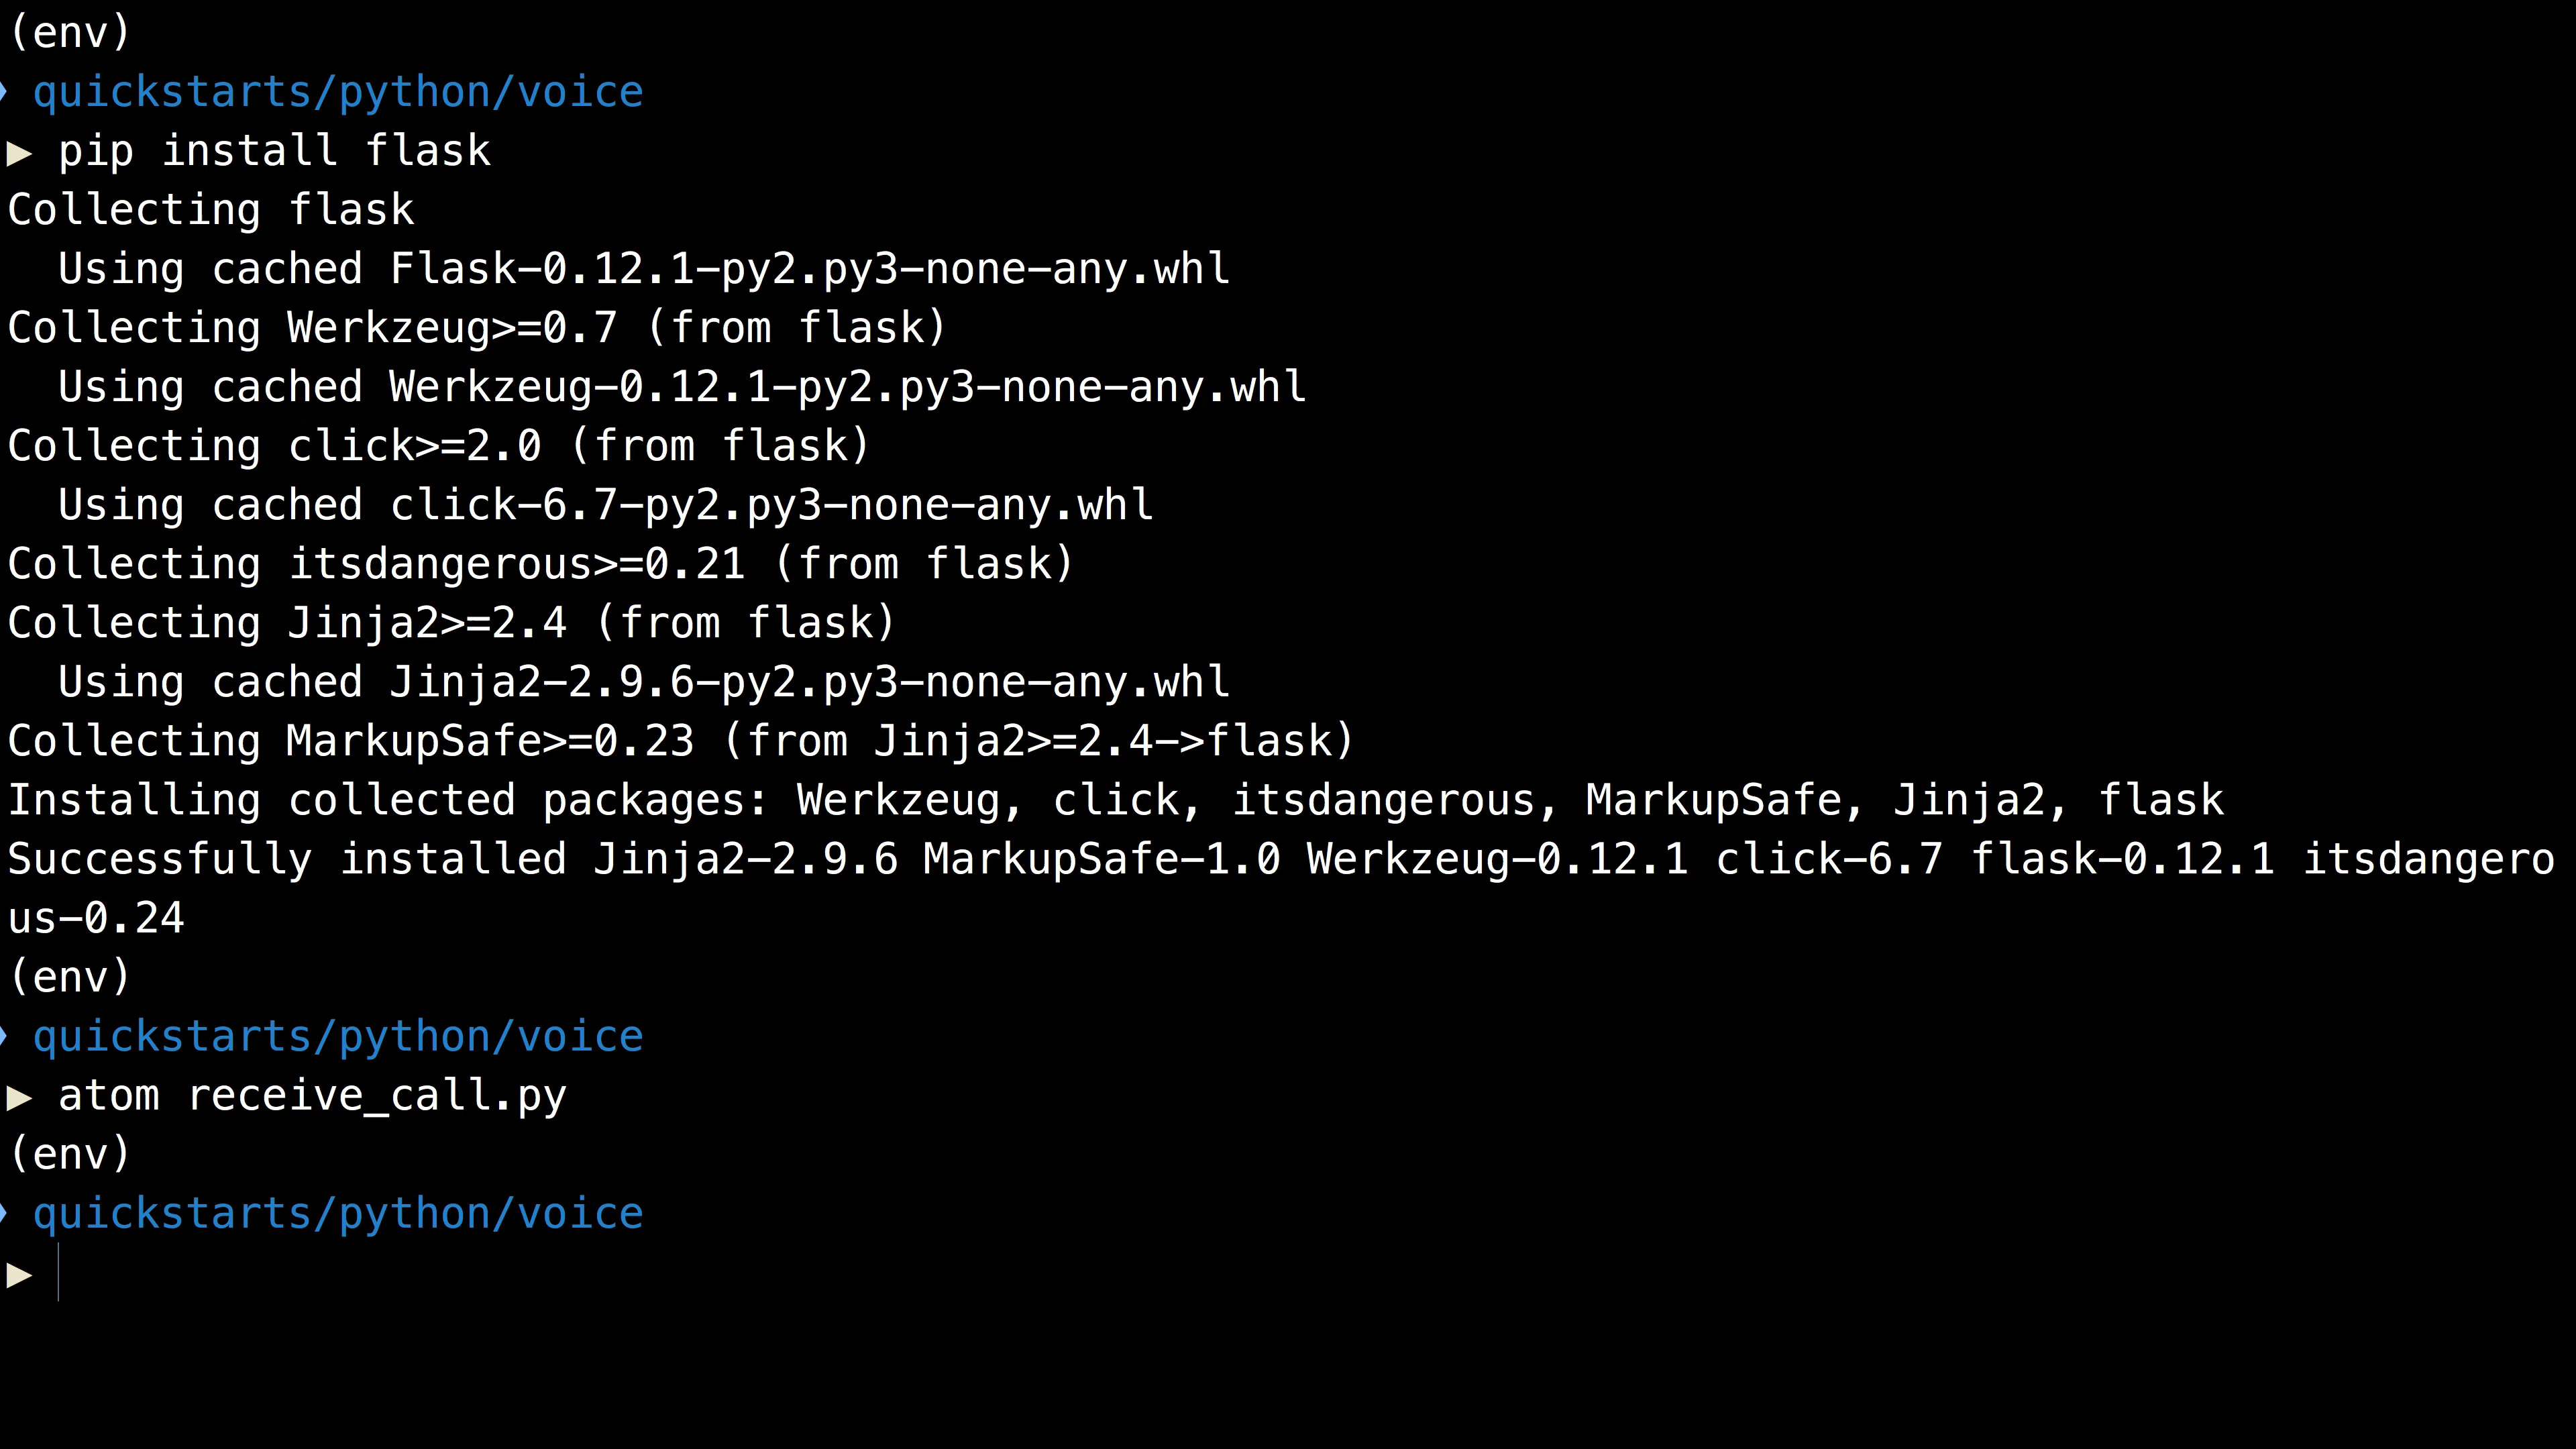 (env)
quickstarts/python/voice
▶ pip install flask
Collecting flask
  Using cached Flask-0.12.1-py2.py3-none-any.whl
Collecting Werkzeug>=0.7 (from flask)
  Using cached Werkzeug-0.12.1-py2.py3-none-any.whl
Collecting click>=2.0 (from flask)
  Using cached click-6.7-py2.py3-none-any.whl
Collecting itsdangerous>=0.21 (from flask)
Collecting Jinja2>=2.4 (from flask)
  Using cached Jinja2-2.9.6-py2.py3-none-any.whl
Collecting MarkupSafe>=0.23 (from Jinja2>=2.4->flask)
Installing collected packages: Werkzeug, click, itsdangerous, MarkupSafe, Jinja2, flask
Successfully installed Jinja2-2.9.6 MarkupSafe-1.0 Werkzeug-0.12.1 click-6.7 flask-0.12.1 itsdangero
us-0.24
(env)
quickstarts/python/voice
▶ atom receive_call.py
(env)
quickstarts/python/voice
▶